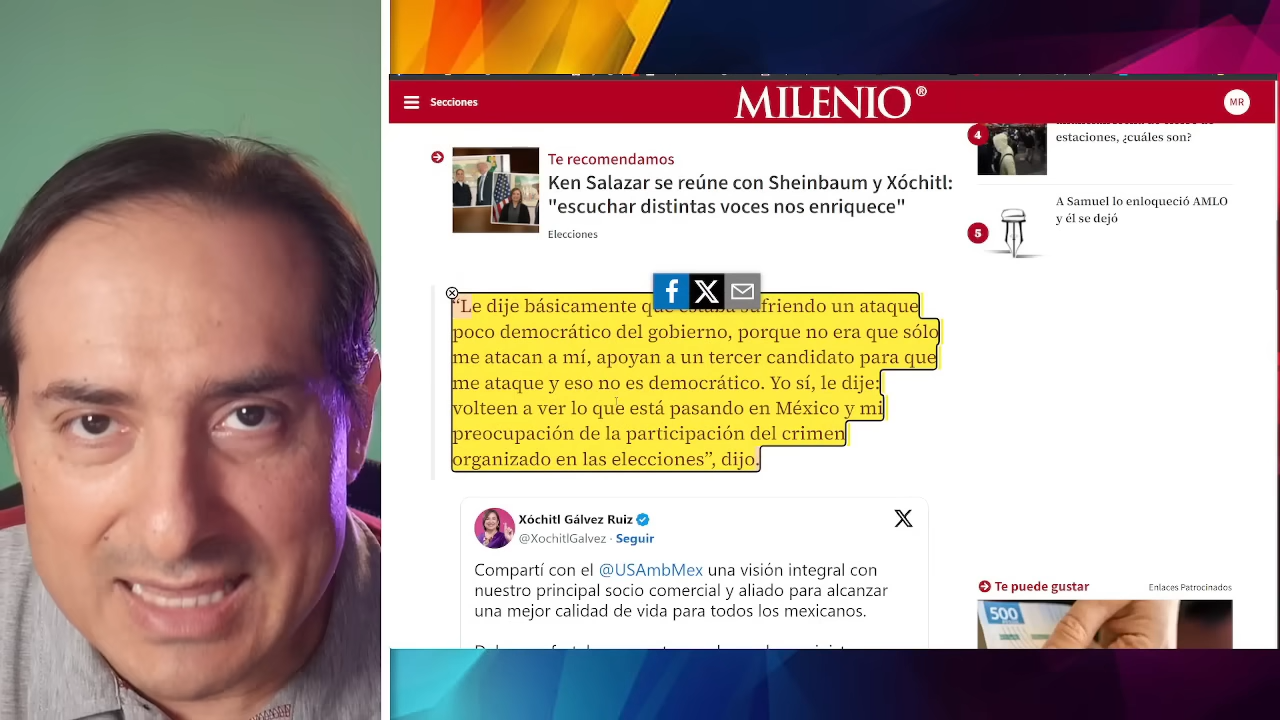 Secciones
MILENIO®
MR
Te recomendamos
Ken Salazar se reúne con Sheinbaum y Xóchitl:
"escuchar distintas voces nos enriquece"
Elecciones
4
estaciones, ¿cuáles son?
A Samuel lo enloqueció AMLO
5
y él se dejó
“Le dije básicamente que estaba sufriendo un ataque
poco democrático del gobierno, porque no era que sólo
me atacan a mí, apoyan a un tercer candidato para que
me ataque y eso no es democrático. Yo sí, le dije:
volteen a ver lo que está pasando en México y mi
preocupación de la participación del crimen
organizado en las elecciones”, dijo.
Xóchitl Gálvez Ruiz
@XochitlGalvez · Seguir
Compartí con el @USAmbMex una visión integral con
nuestro principal socio comercial y aliado para alcanzar
una mejor calidad de vida para todos los mexicanos.
Te puede gustar
Enlaces Patrocinados
500